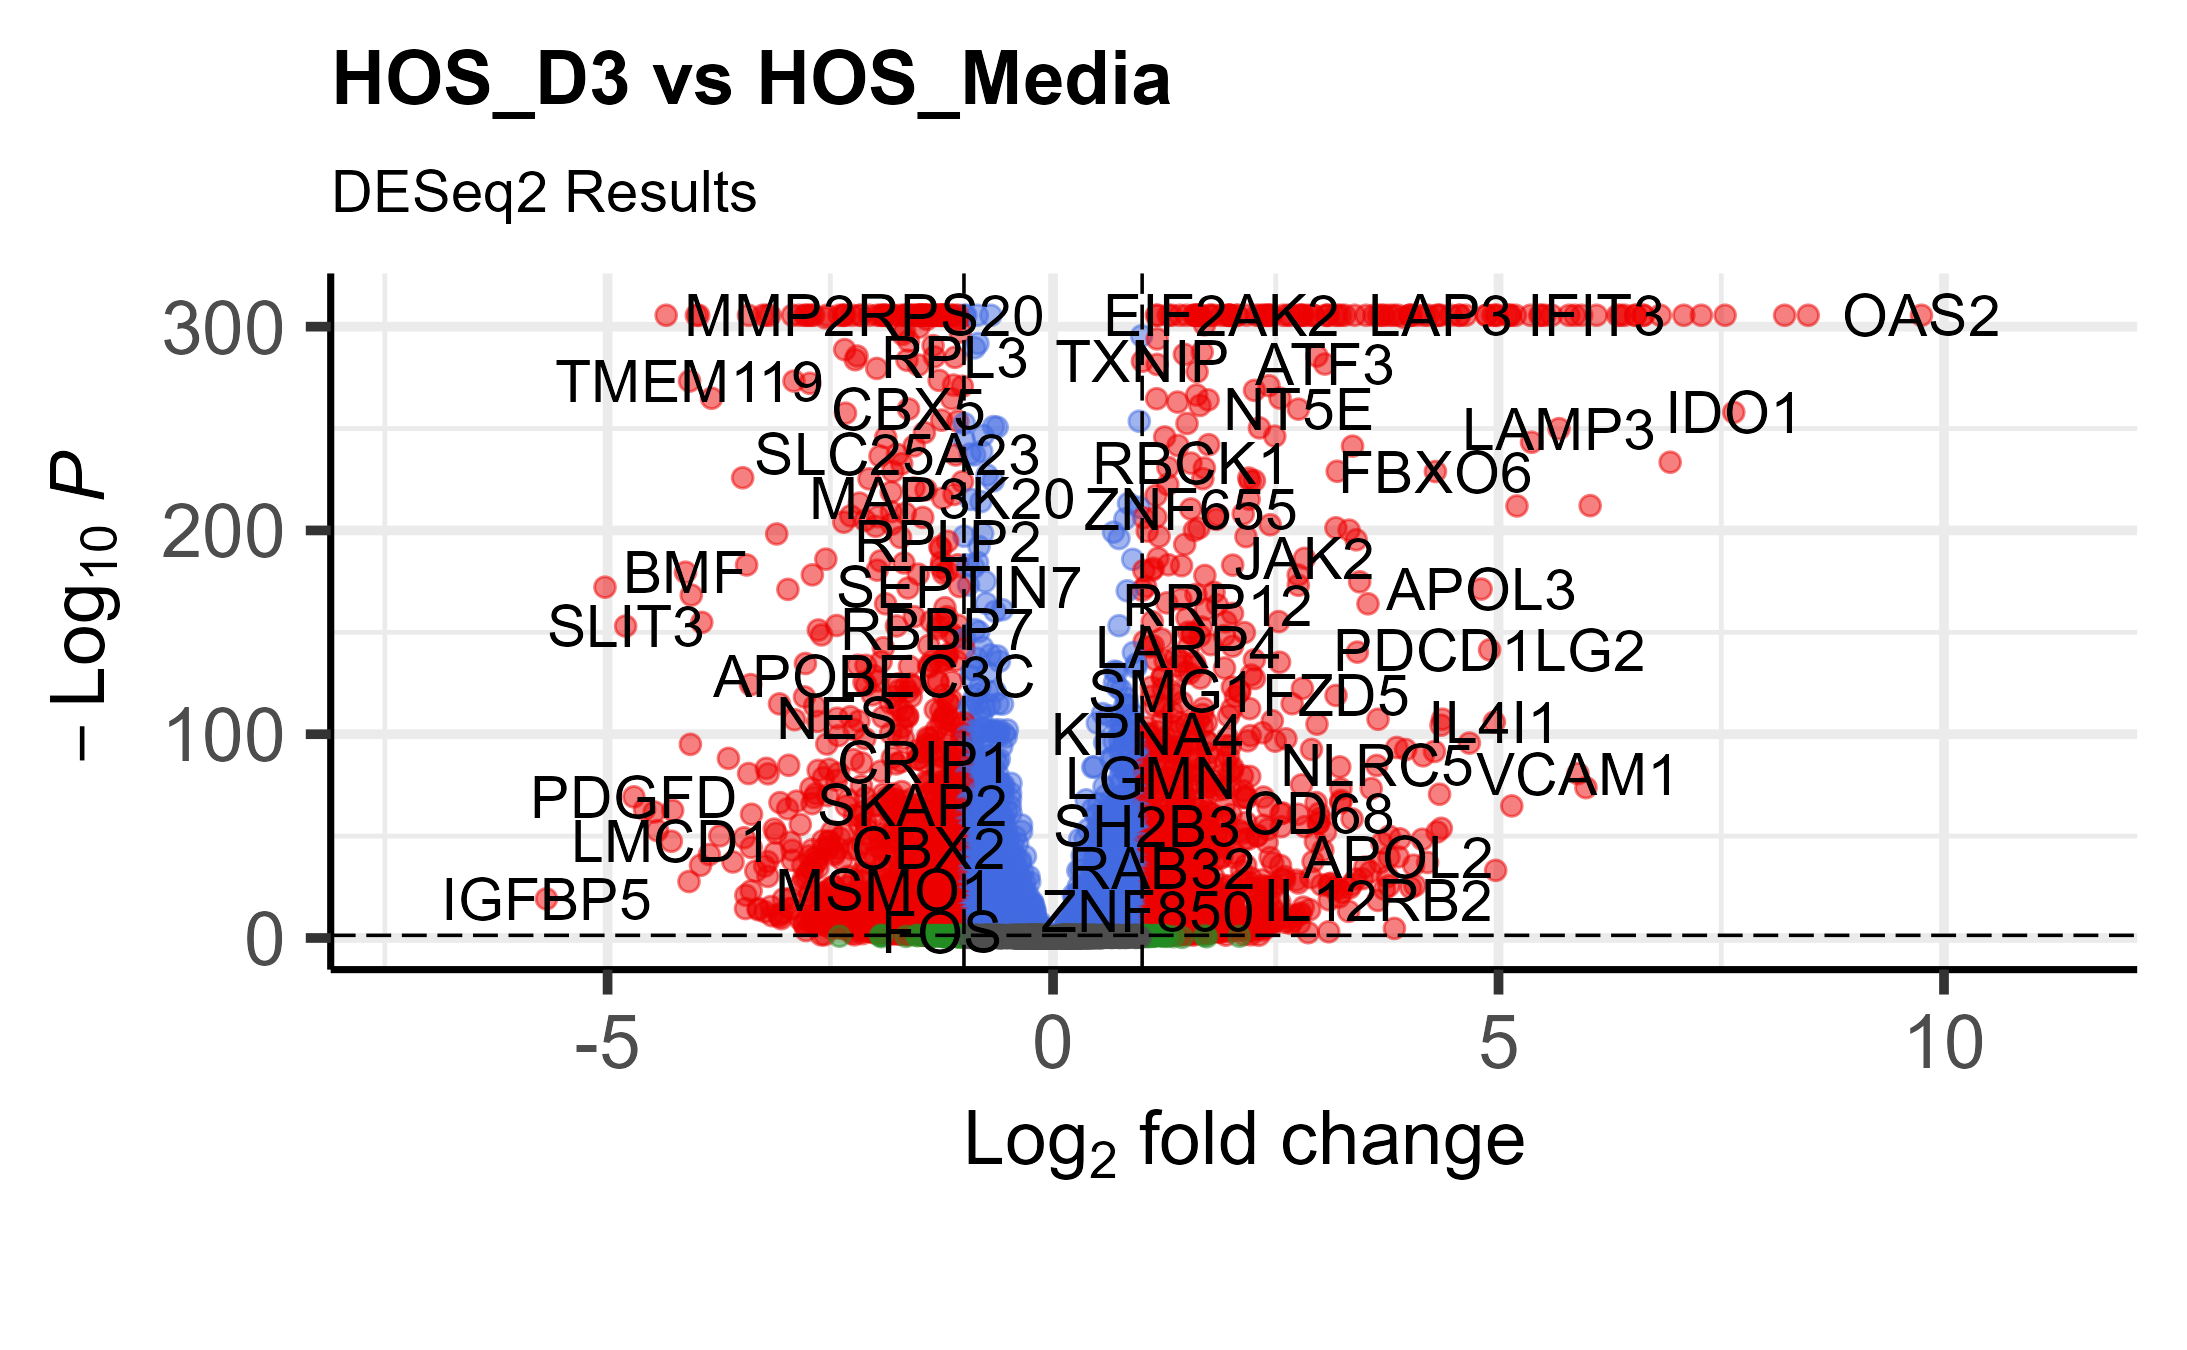 HOS_D3 vs HOS_Media
DESeq2 Results
– Log10 P
300
200
100
0
MMP2 RPS20 EIF2AK2 LAP3 IFIT3 OAS2
RPL3 TXNIP ATF3
TMEM119
CBX5 NT5E LAMP3 IDO1
SLC25A23 RBCK1 FBXO6
MAP3K20 ZNF655
RPLP2 JAK2
BMF SEPTIN7 RRP12 APOL3
SLIT3 RBBP7 LARP4 PDCD1LG2
APOBEC3C SMG1 FZD5
NES KPNA4 IL4I1
CRIP1 LGMN NLRC5 VCAM1
PDGFD SKAP2 SH2B3 CD68
LMCD1 CBX2 RAB32 APOL2
IGFBP5 MSMO1 ZNF850 IL12RB2
FOS
-5 0 5 10
Log2 fold change